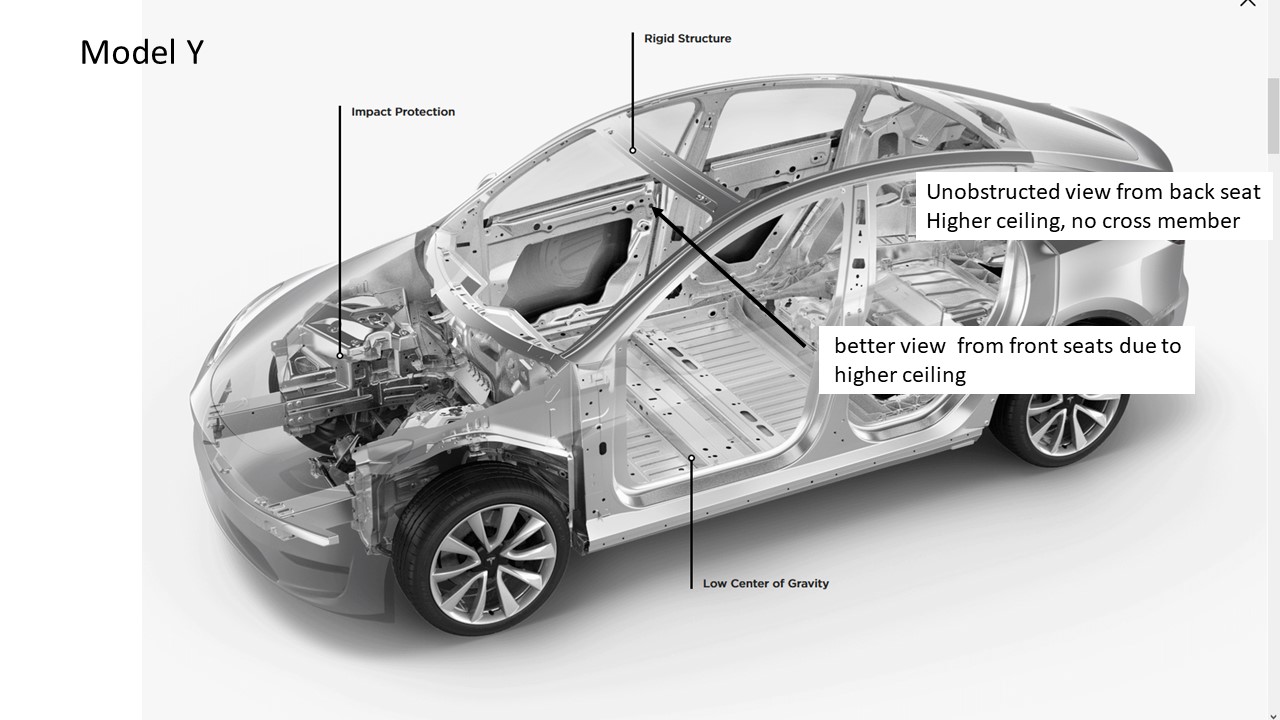 Model Y
Rigid Structure
Impact Protection
Unobstructed view from back seat
Higher ceiling, no cross member
better view  from front seats due to
higher ceiling
Low Center of Gravity